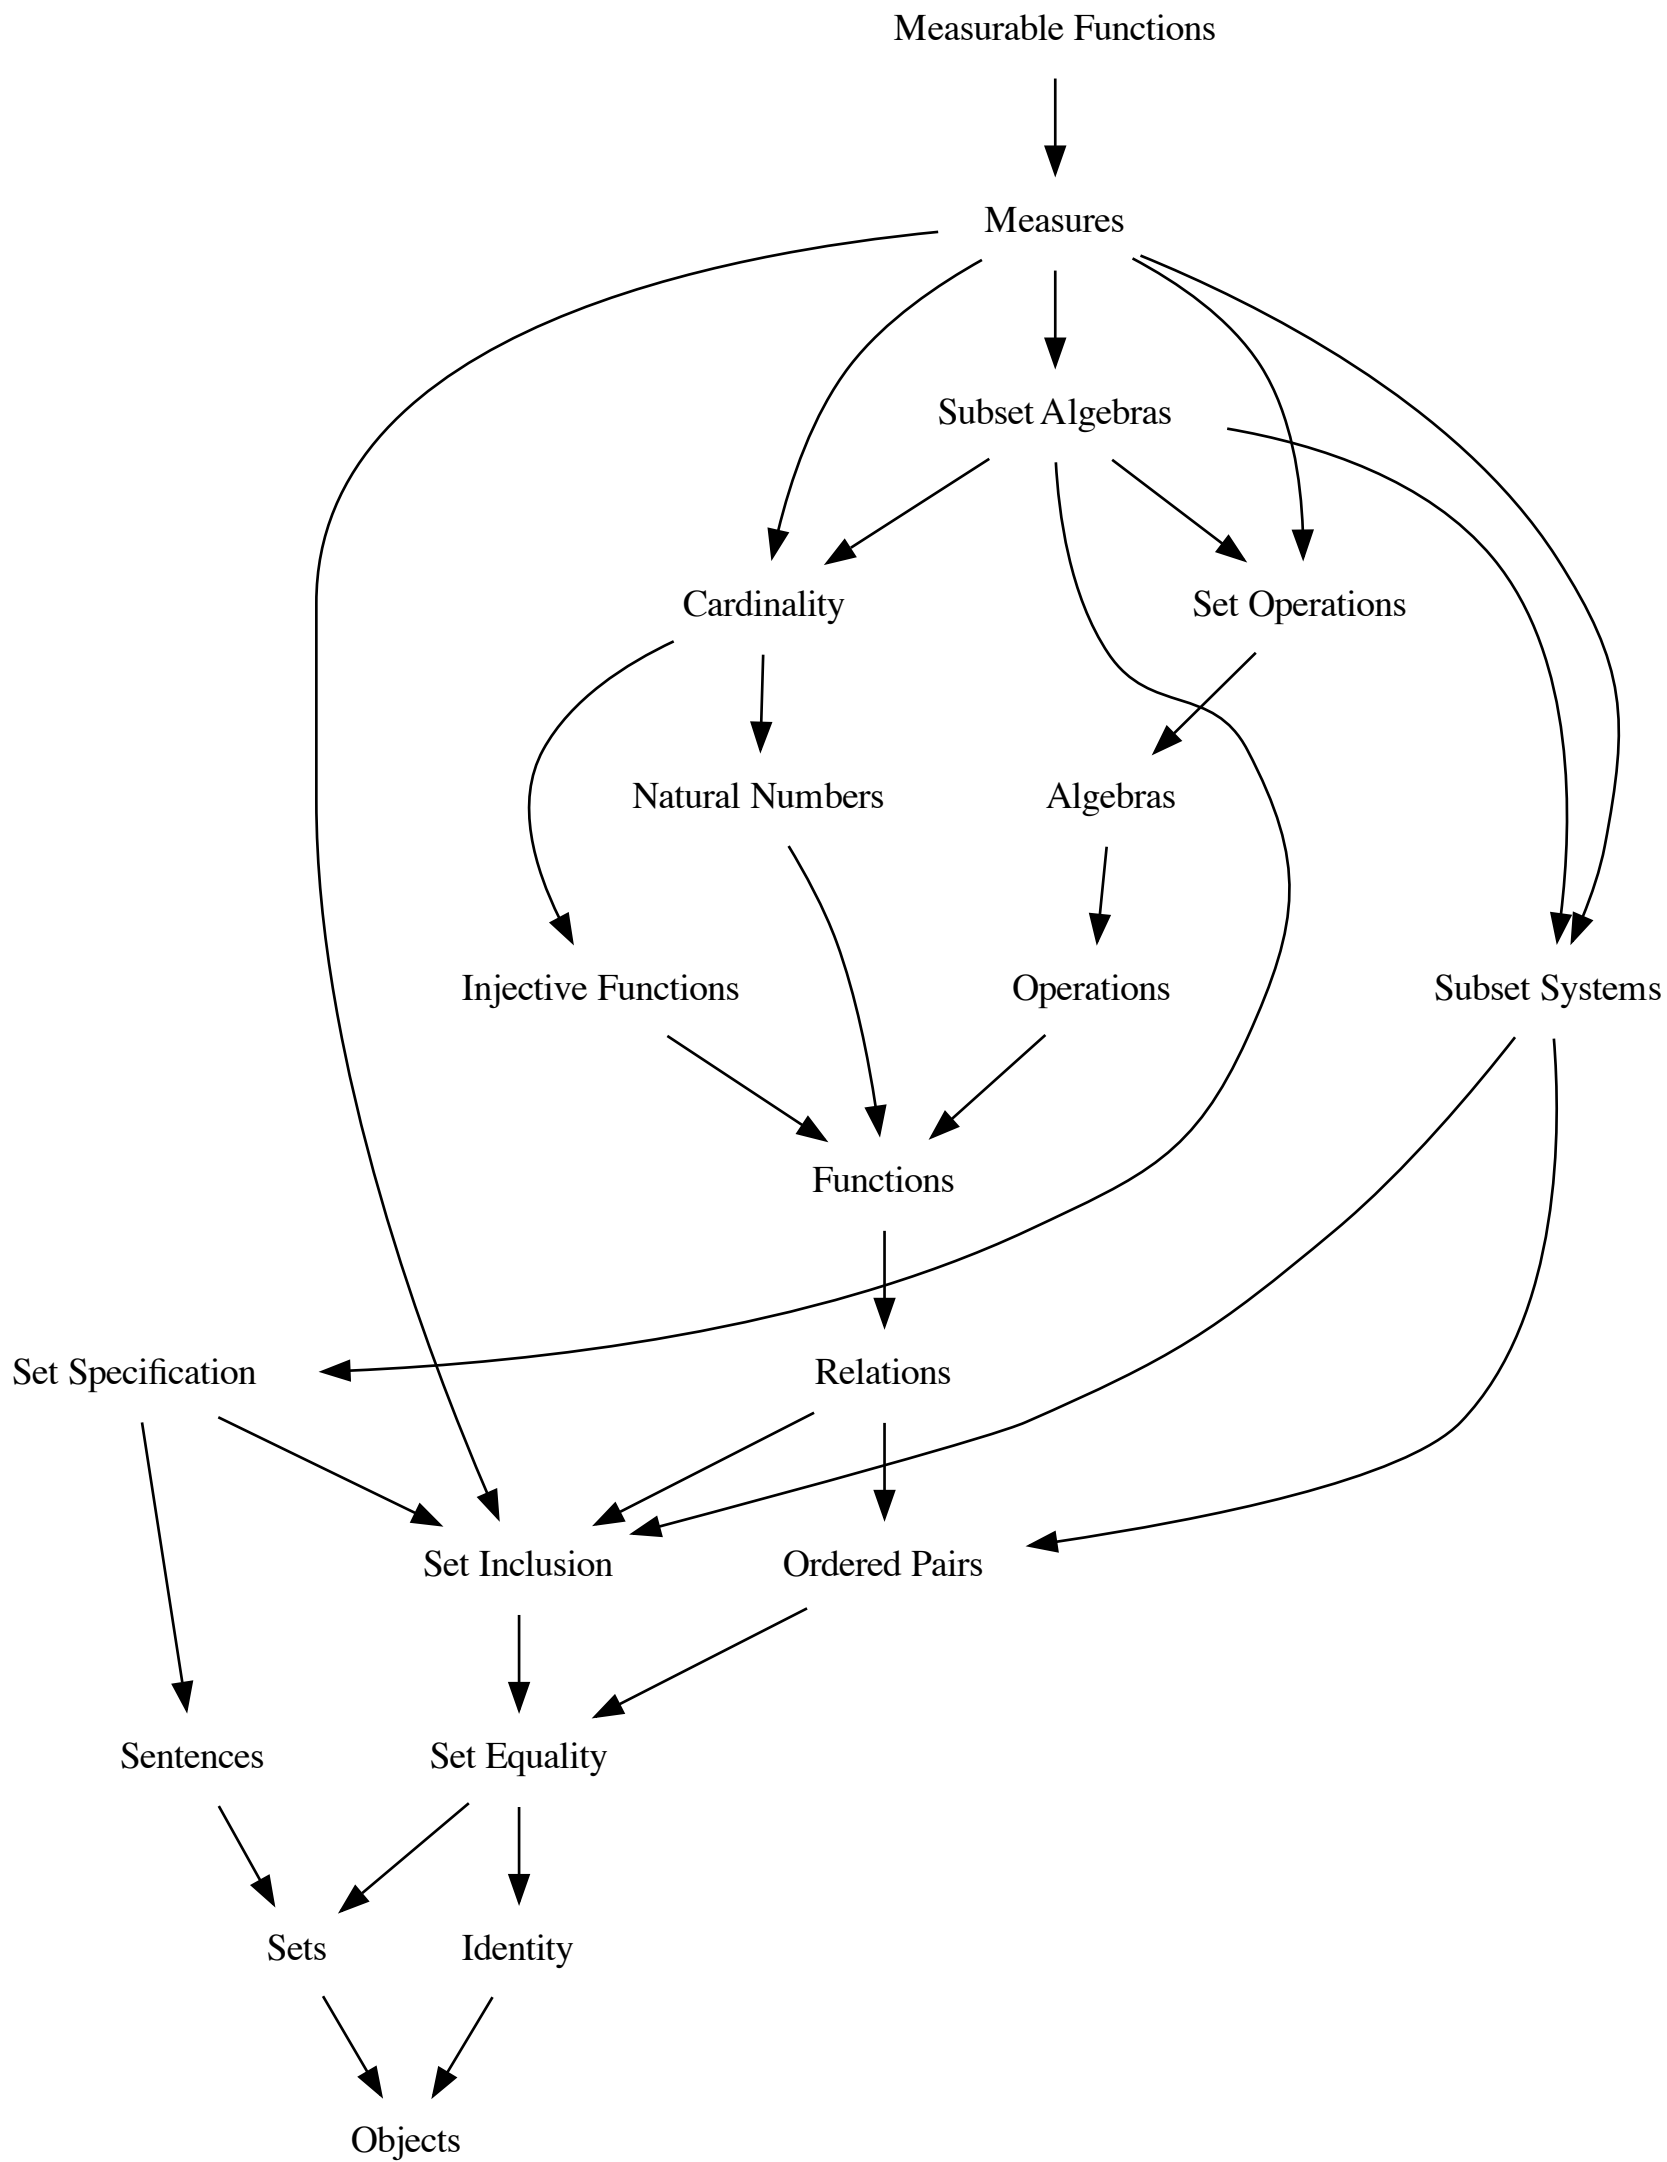 Measurable Functions
Measures
Subset Algebras
Cardinality
Set Operations
Natural Numbers
Algebras
Injective Functions
Operations
Subset Systems
Functions
Set Specification
Relations
Set Inclusion
Ordered Pairs
Sentences
Set Equality
Sets
Identity
Objects